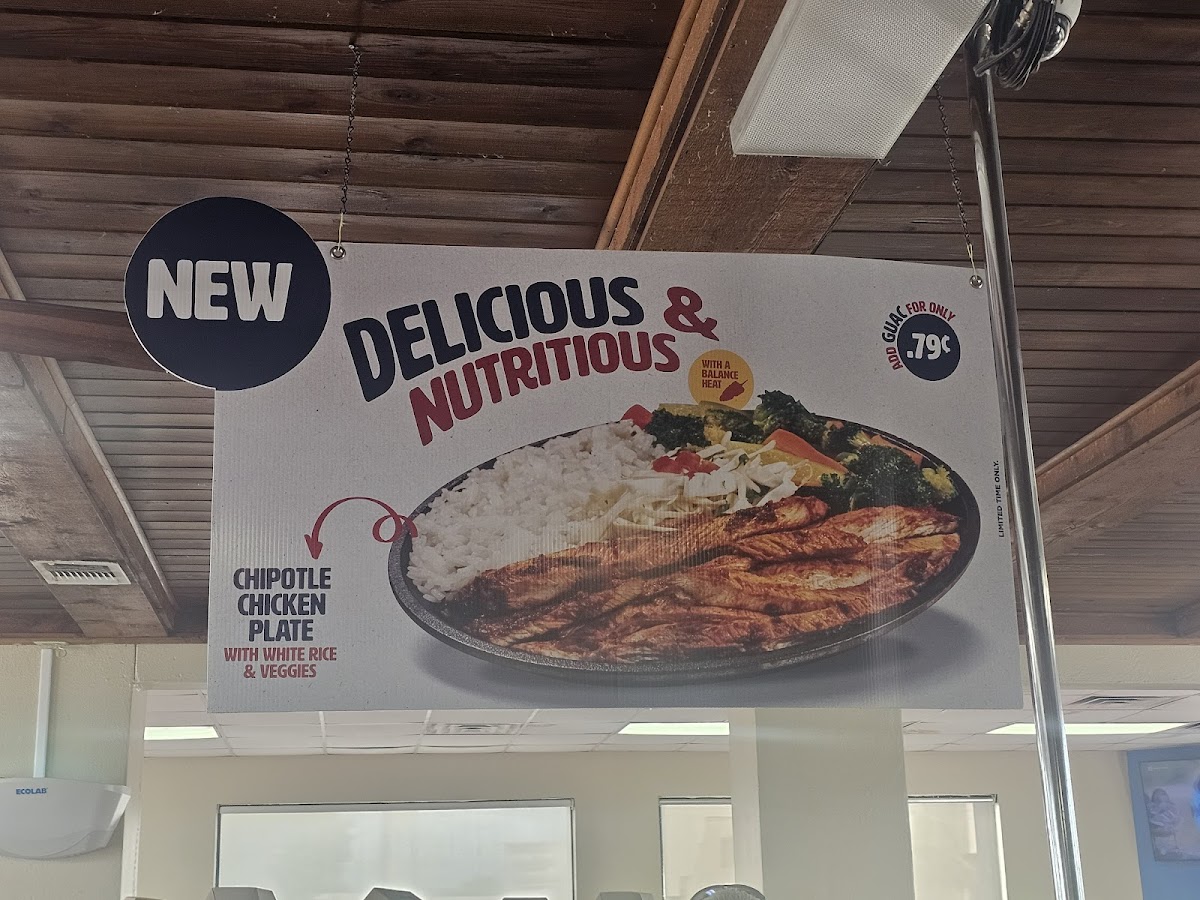 NEW
DELICIOUS &
NUTRITIOUS
WITH A
BALANCE
HEAT
ADD GUAC FOR ONLY
.79¢
LIMITED TIME ONLY.
CHIPOTLE
CHICKEN
PLATE
WITH WHITE RICE
& VEGGIES
ECOLAB